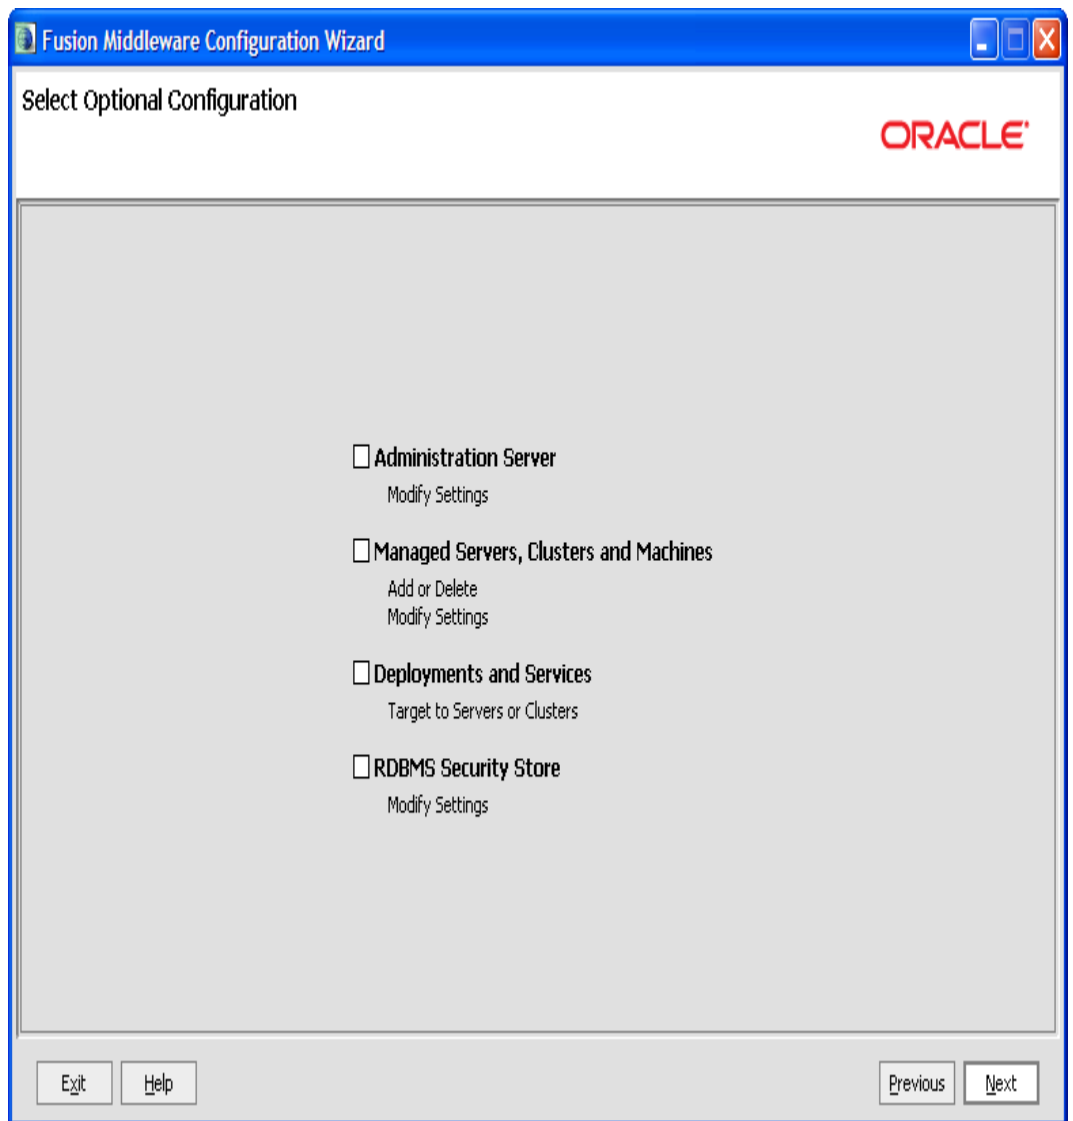 Fusion Middleware Configuration Wizard
Select Optional Configuration
ORACLE
Administration Server
Modify Settings
Managed Servers, Clusters and Machines
Add or Delete
Modify Settings
Deployments and Services
Target to Servers or Clusters
RDBMS Security Store
Modify Settings
Exit
Help
Previous
Next